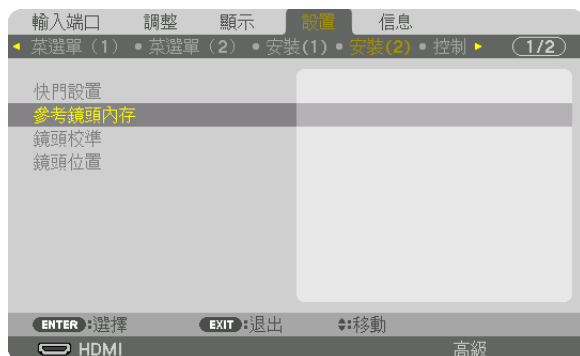 輸入端口 調整 顯示 設置 信息
◄ 菜選單（1） • 菜選單（2） • 安裝(1) • 安裝(2) • 控制 ► 1/2
快門設置
參考鏡頭內存
鏡頭校準
鏡頭位置
ENTER:選擇 EXIT:退出 ♦:移動
HDMI 高級